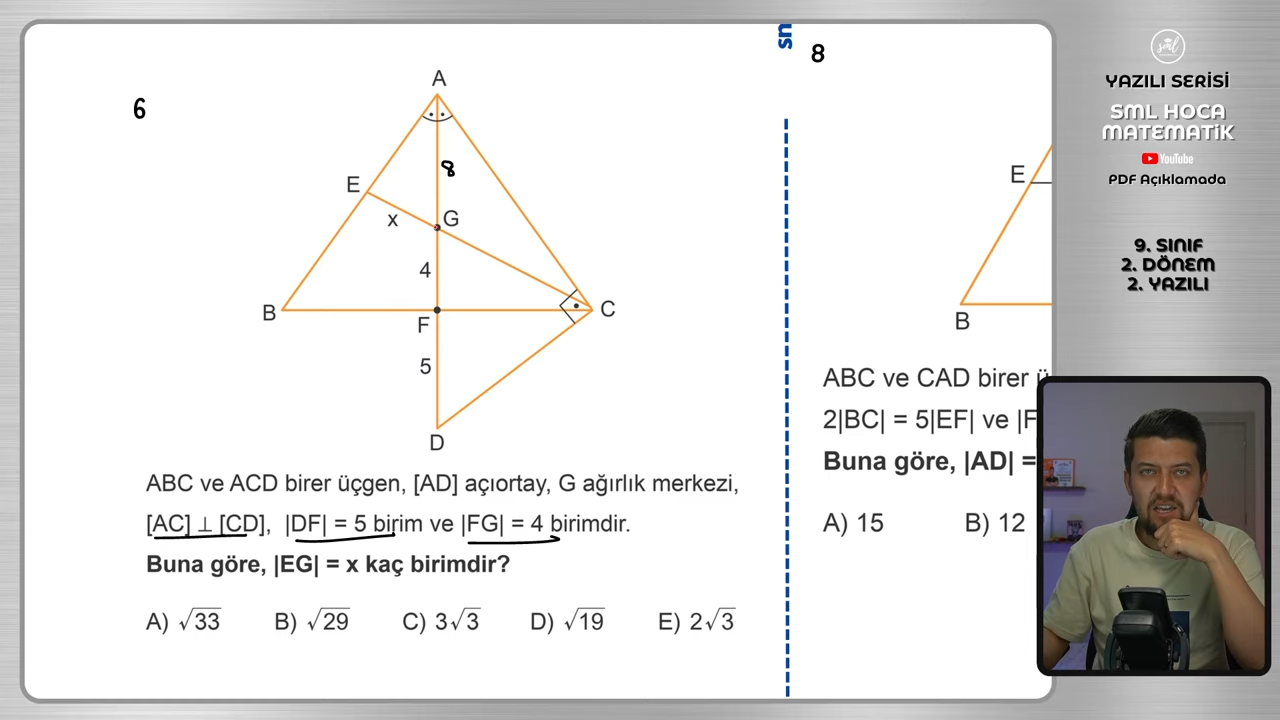 6
A
8
E
x
G
4
B
F
C
5
D
ABC ve ACD birer üçgen, [AD] açıortay, G ağırlık merkezi,
[AC] ⊥ [CD], |DF| = 5 birim ve |FG| = 4 birimdir.
Buna göre, |EG| = x kaç birimdir?
A) √33 B) √29 C) 3√3 D) √19 E) 2√3
sn
8
E
B
ABC ve CAD birer ü
2|BC| = 5|EF| ve |F
Buna göre, |AD| =
A) 15 B) 12
sml
YAZILI SERİSİ
SML HOCA
MATEMATİK
YouTube
PDF Açıklamada
9. SINIF
2. DÖNEM
2. YAZILI